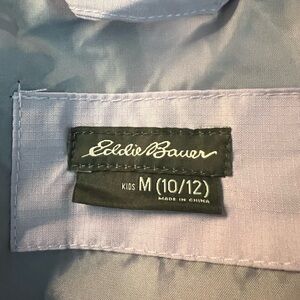 Eddie Bauer
KIDS M (10/12)
MADE IN CHINA